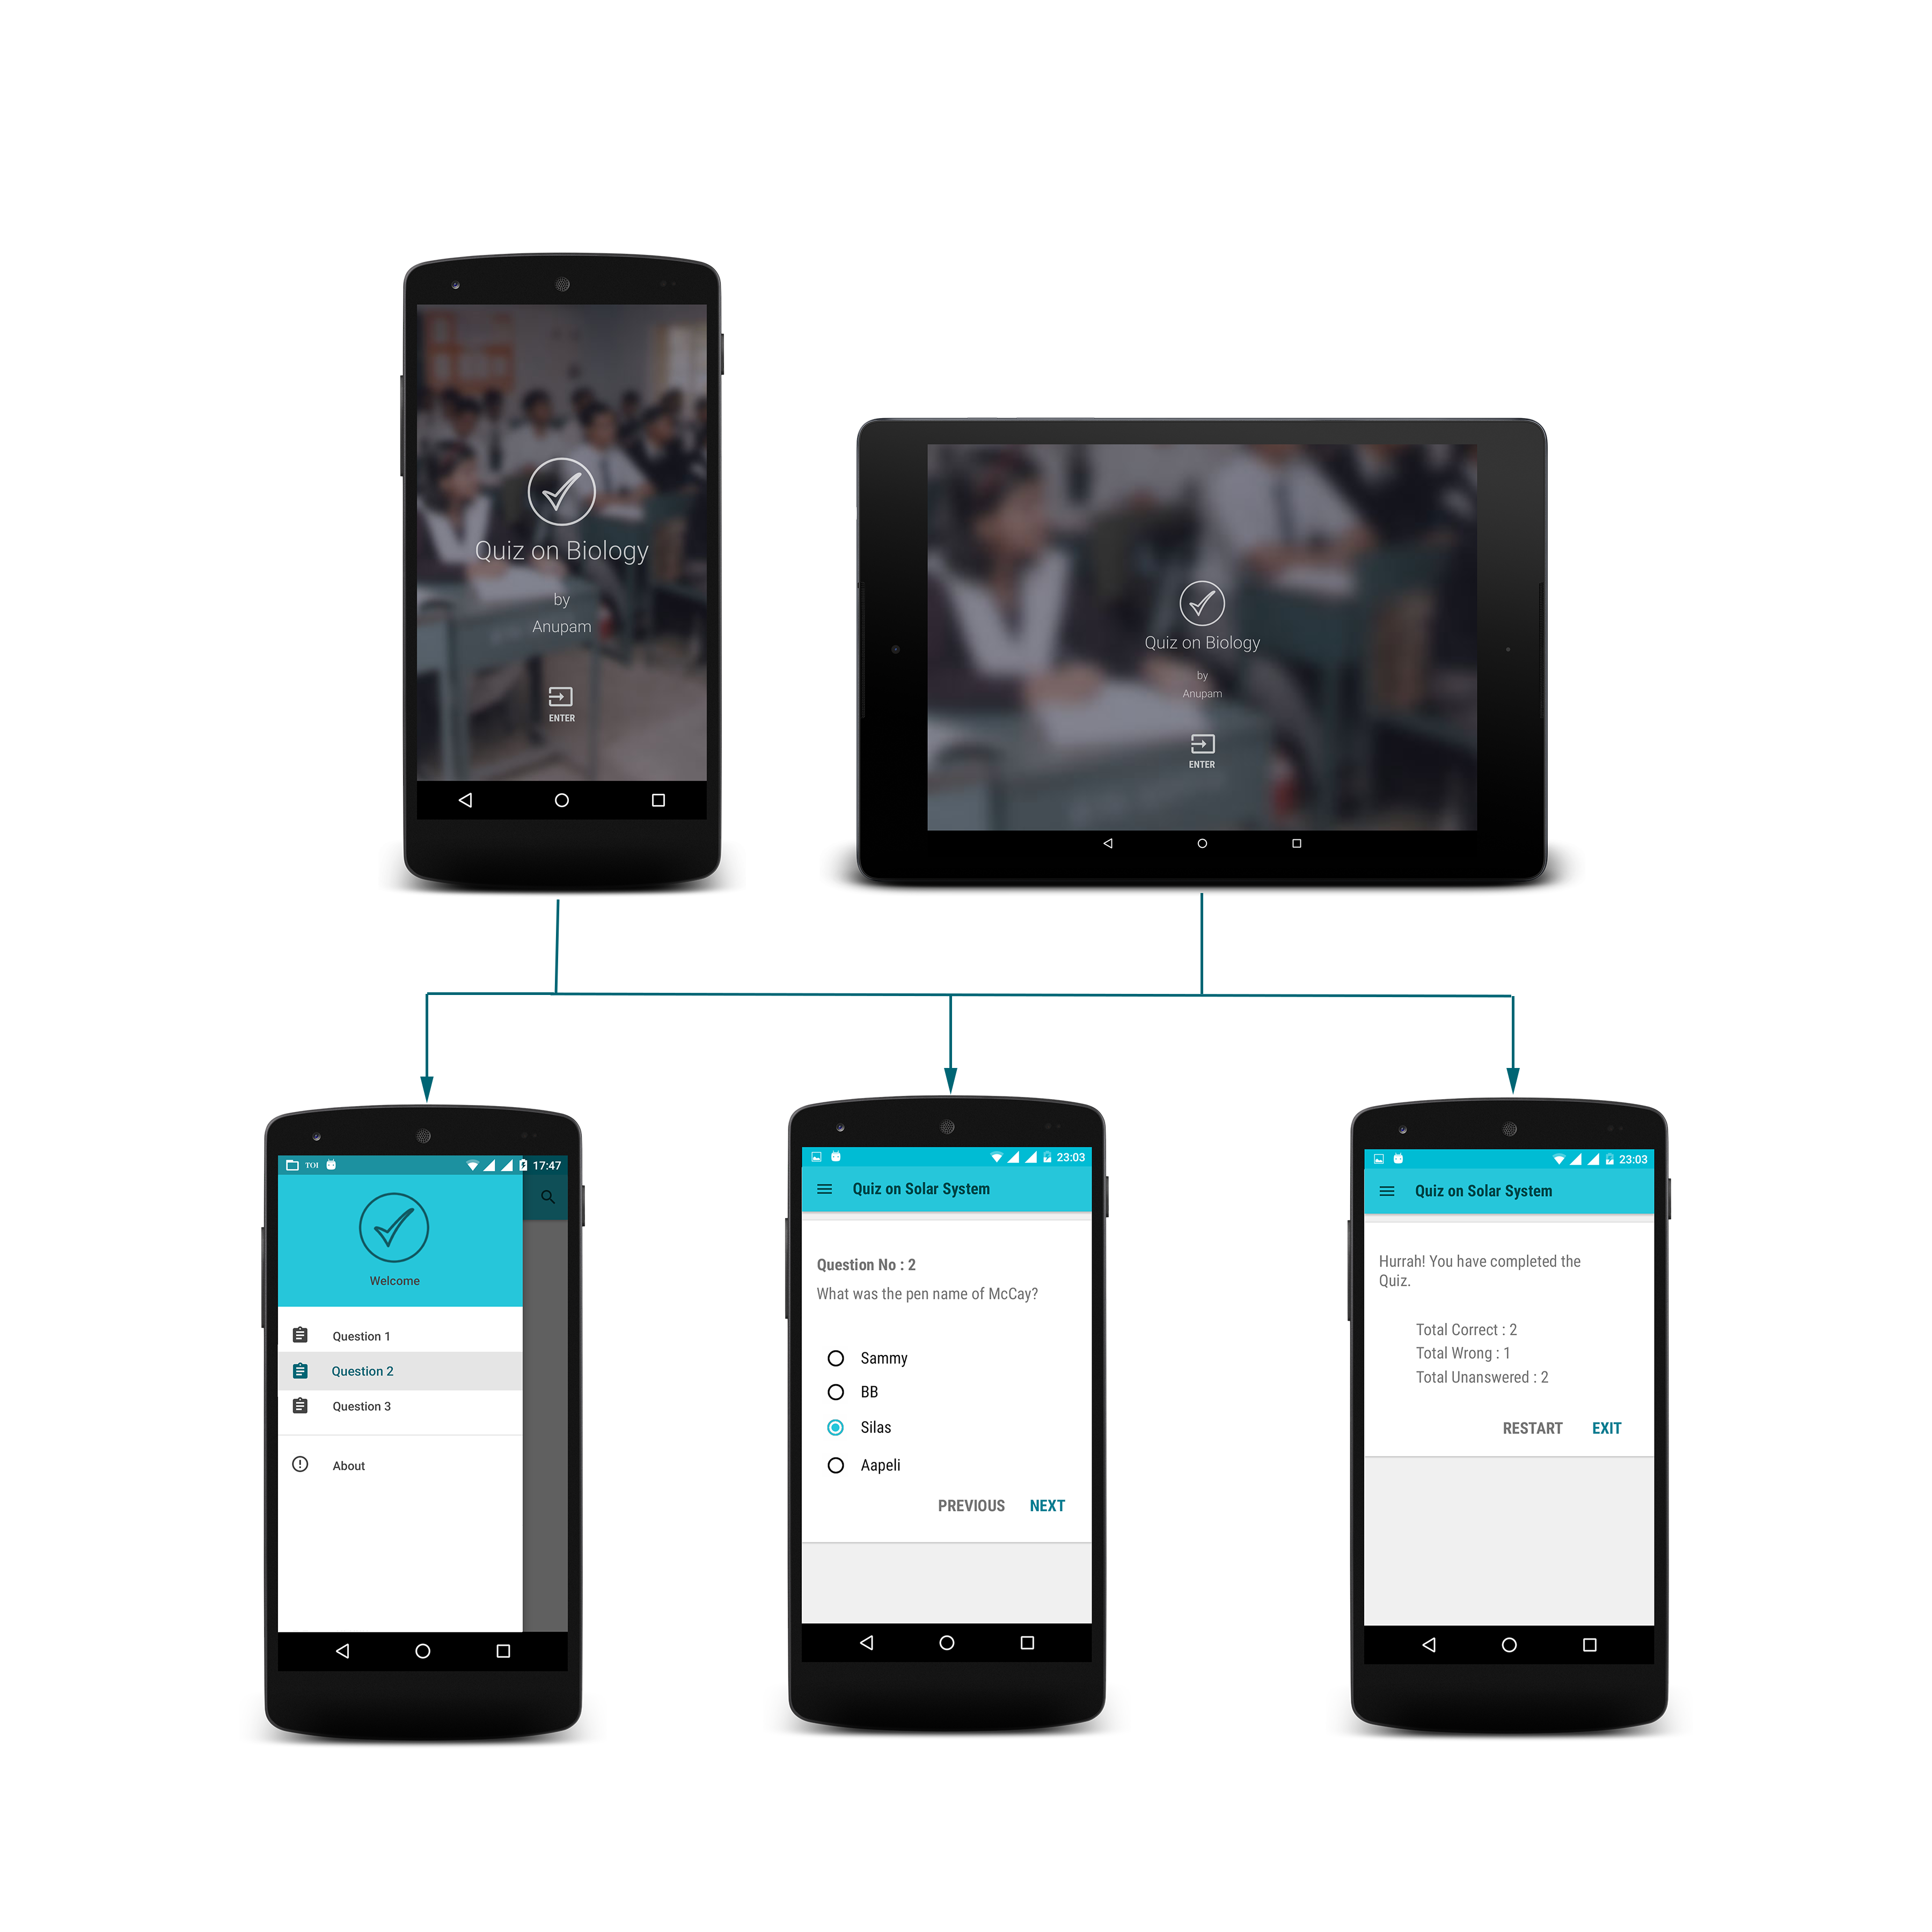 Quiz on Biology
by
Anupam
ENTER
Quiz on Biology
by
Anupam
ENTER
TOI
17:47
Welcome
Question 1
Question 2
Question 3
About
23:03
Quiz on Solar System
Question No : 2
What was the pen name of McCay?
Sammy
BB
Silas
Aapeli
PREVIOUS NEXT
23:03
Quiz on Solar System
Hurrah! You have completed the
Quiz.
Total Correct : 2
Total Wrong : 1
Total Unanswered : 2
RESTART EXIT